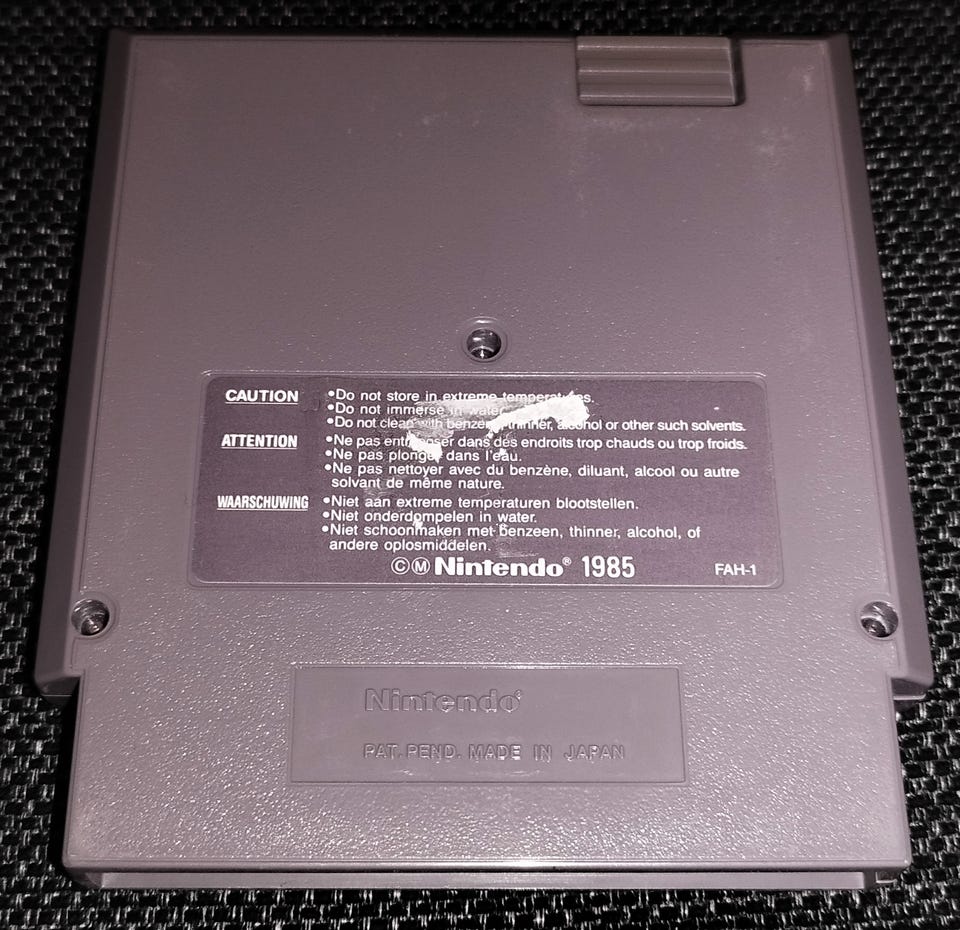 CAUTION •Do not store in extreme temperatures.
•Do not immerse in water
•Do not clean with benzene, thinner, alcohol or other such solvents.
ATTENTION •Ne pas entreposer dans des endroits trop chauds ou trop froids.
•Ne pas plonger dans l'eau.
•Ne pas nettoyer avec du benzène, diluant, alcool ou autre
solvant de même nature.
WAARSCHUWING •Niet aan extreme temperaturen blootstellen.
•Niet onderdompelen in water.
•Niet schoonmaken met benzeen, thinner, alcohol, of
andere oplosmiddelen.
©Ⓜ Nintendo® 1985 FAH-1
Nintendo®
PAT. PEND. MADE IN JAPAN